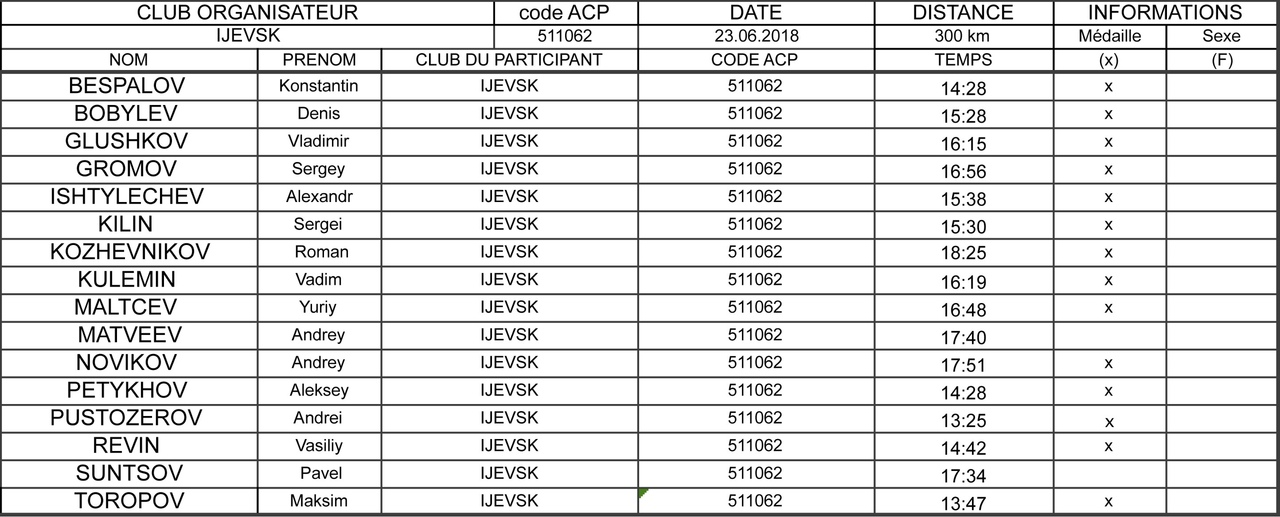 CLUB ORGANISATEUR code ACP DATE DISTANCE INFORMATIONS
IJEVSK 511062 23.06.2018 300 km Médaille Sexe
NOM PRENOM CLUB DU PARTICIPANT CODE ACP TEMPS (x) (F)
BESPALOV Konstantin IJEVSK 511062 14:28 x
BOBYLEV Denis IJEVSK 511062 15:28 x
GLUSHKOV Vladimir IJEVSK 511062 16:15 x
GROMOV Sergey IJEVSK 511062 16:56 x
ISHTYLECHEV Alexandr IJEVSK 511062 15:38 x
KILIN Sergei IJEVSK 511062 15:30 x
KOZHEVNIKOV Roman IJEVSK 511062 18:25 x
KULEMIN Vadim IJEVSK 511062 16:19 x
MALTCEV Yuriy IJEVSK 511062 16:48 x
MATVEEV Andrey IJEVSK 511062 17:40
NOVIKOV Andrey IJEVSK 511062 17:51 x
PETYKHOV Aleksey IJEVSK 511062 14:28 x
PUSTOZEROV Andrei IJEVSK 511062 13:25 x
REVIN Vasiliy IJEVSK 511062 14:42 x
SUNTSOV Pavel IJEVSK 511062 17:34
TOROPOV Maksim IJEVSK 511062 13:47 x